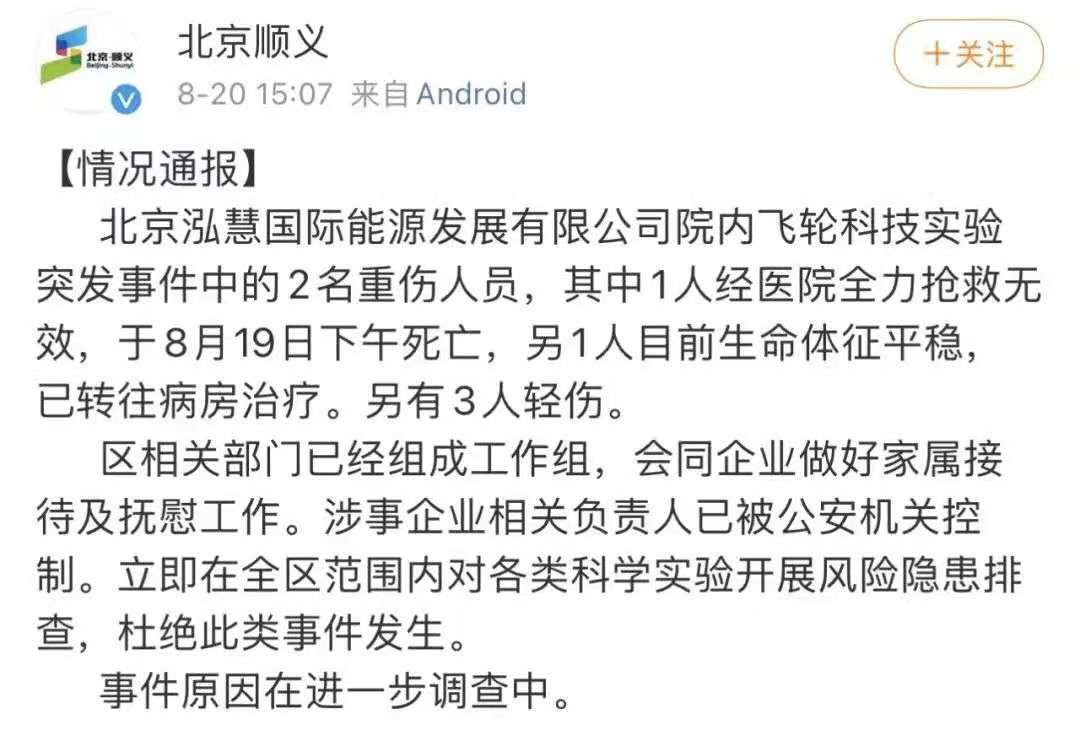 北京·顺义
Beijing·Shunyi
北京顺义
8-20 15:07 来自 Android
＋关注
【情况通报】
北京泓慧国际能源发展有限公司院内飞轮科技实验
突发事件中的2名重伤人员，其中1人经医院全力抢救无
效，于8月19日下午死亡，另1人目前生命体征平稳，
已转往病房治疗。另有3人轻伤。
区相关部门已经组成工作组，会同企业做好家属接
待及抚慰工作。涉事企业相关负责人已被公安机关控
制。立即在全区范围内对各类科学实验开展风险隐患排
查，杜绝此类事件发生。
事件原因在进一步调查中。